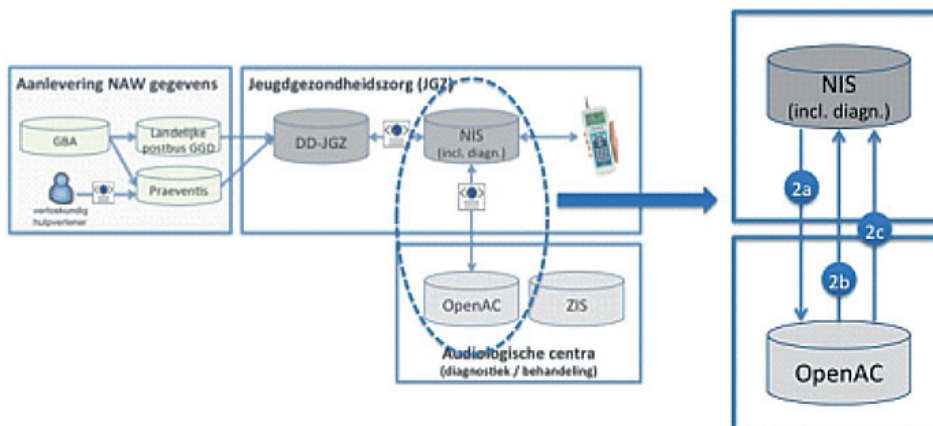 Aanlevering NAW gegevens
GBA
Landelijke
postbus GGD
Praeventis
verloskundig
hulpverlener
Jeugdgezondheidszorg (JGZ)
DD-JGZ
NIS
(incl. diagn.)
OpenAC
ZIS
Audiologische centra
(diagnostiek / behandeling)
NIS
(incl. diagn.)
2a
2c
2b
OpenAC